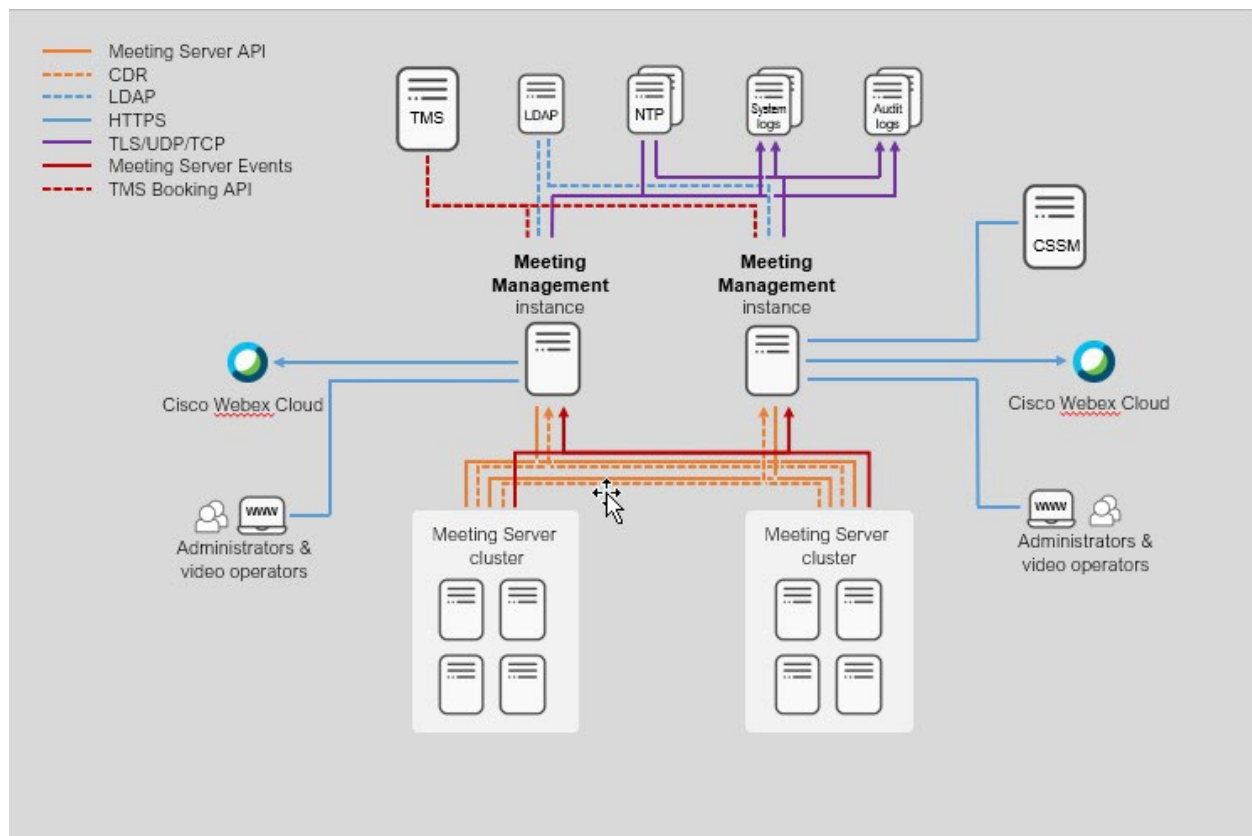 Meeting Server API
CDR
LDAP
HTTPS
TLS/UDP/TCP
Meeting Server Events
TMS Booking API
TMS
LDAP
NTP
System
logs
Audit
logs
CSSM
Meeting
Management
instance
Meeting
Management
instance
Cisco Webex Cloud
Cisco Webex Cloud
www
Administrators &
video operators
www
Administrators &
video operators
Meeting Server
cluster
Meeting Server
cluster